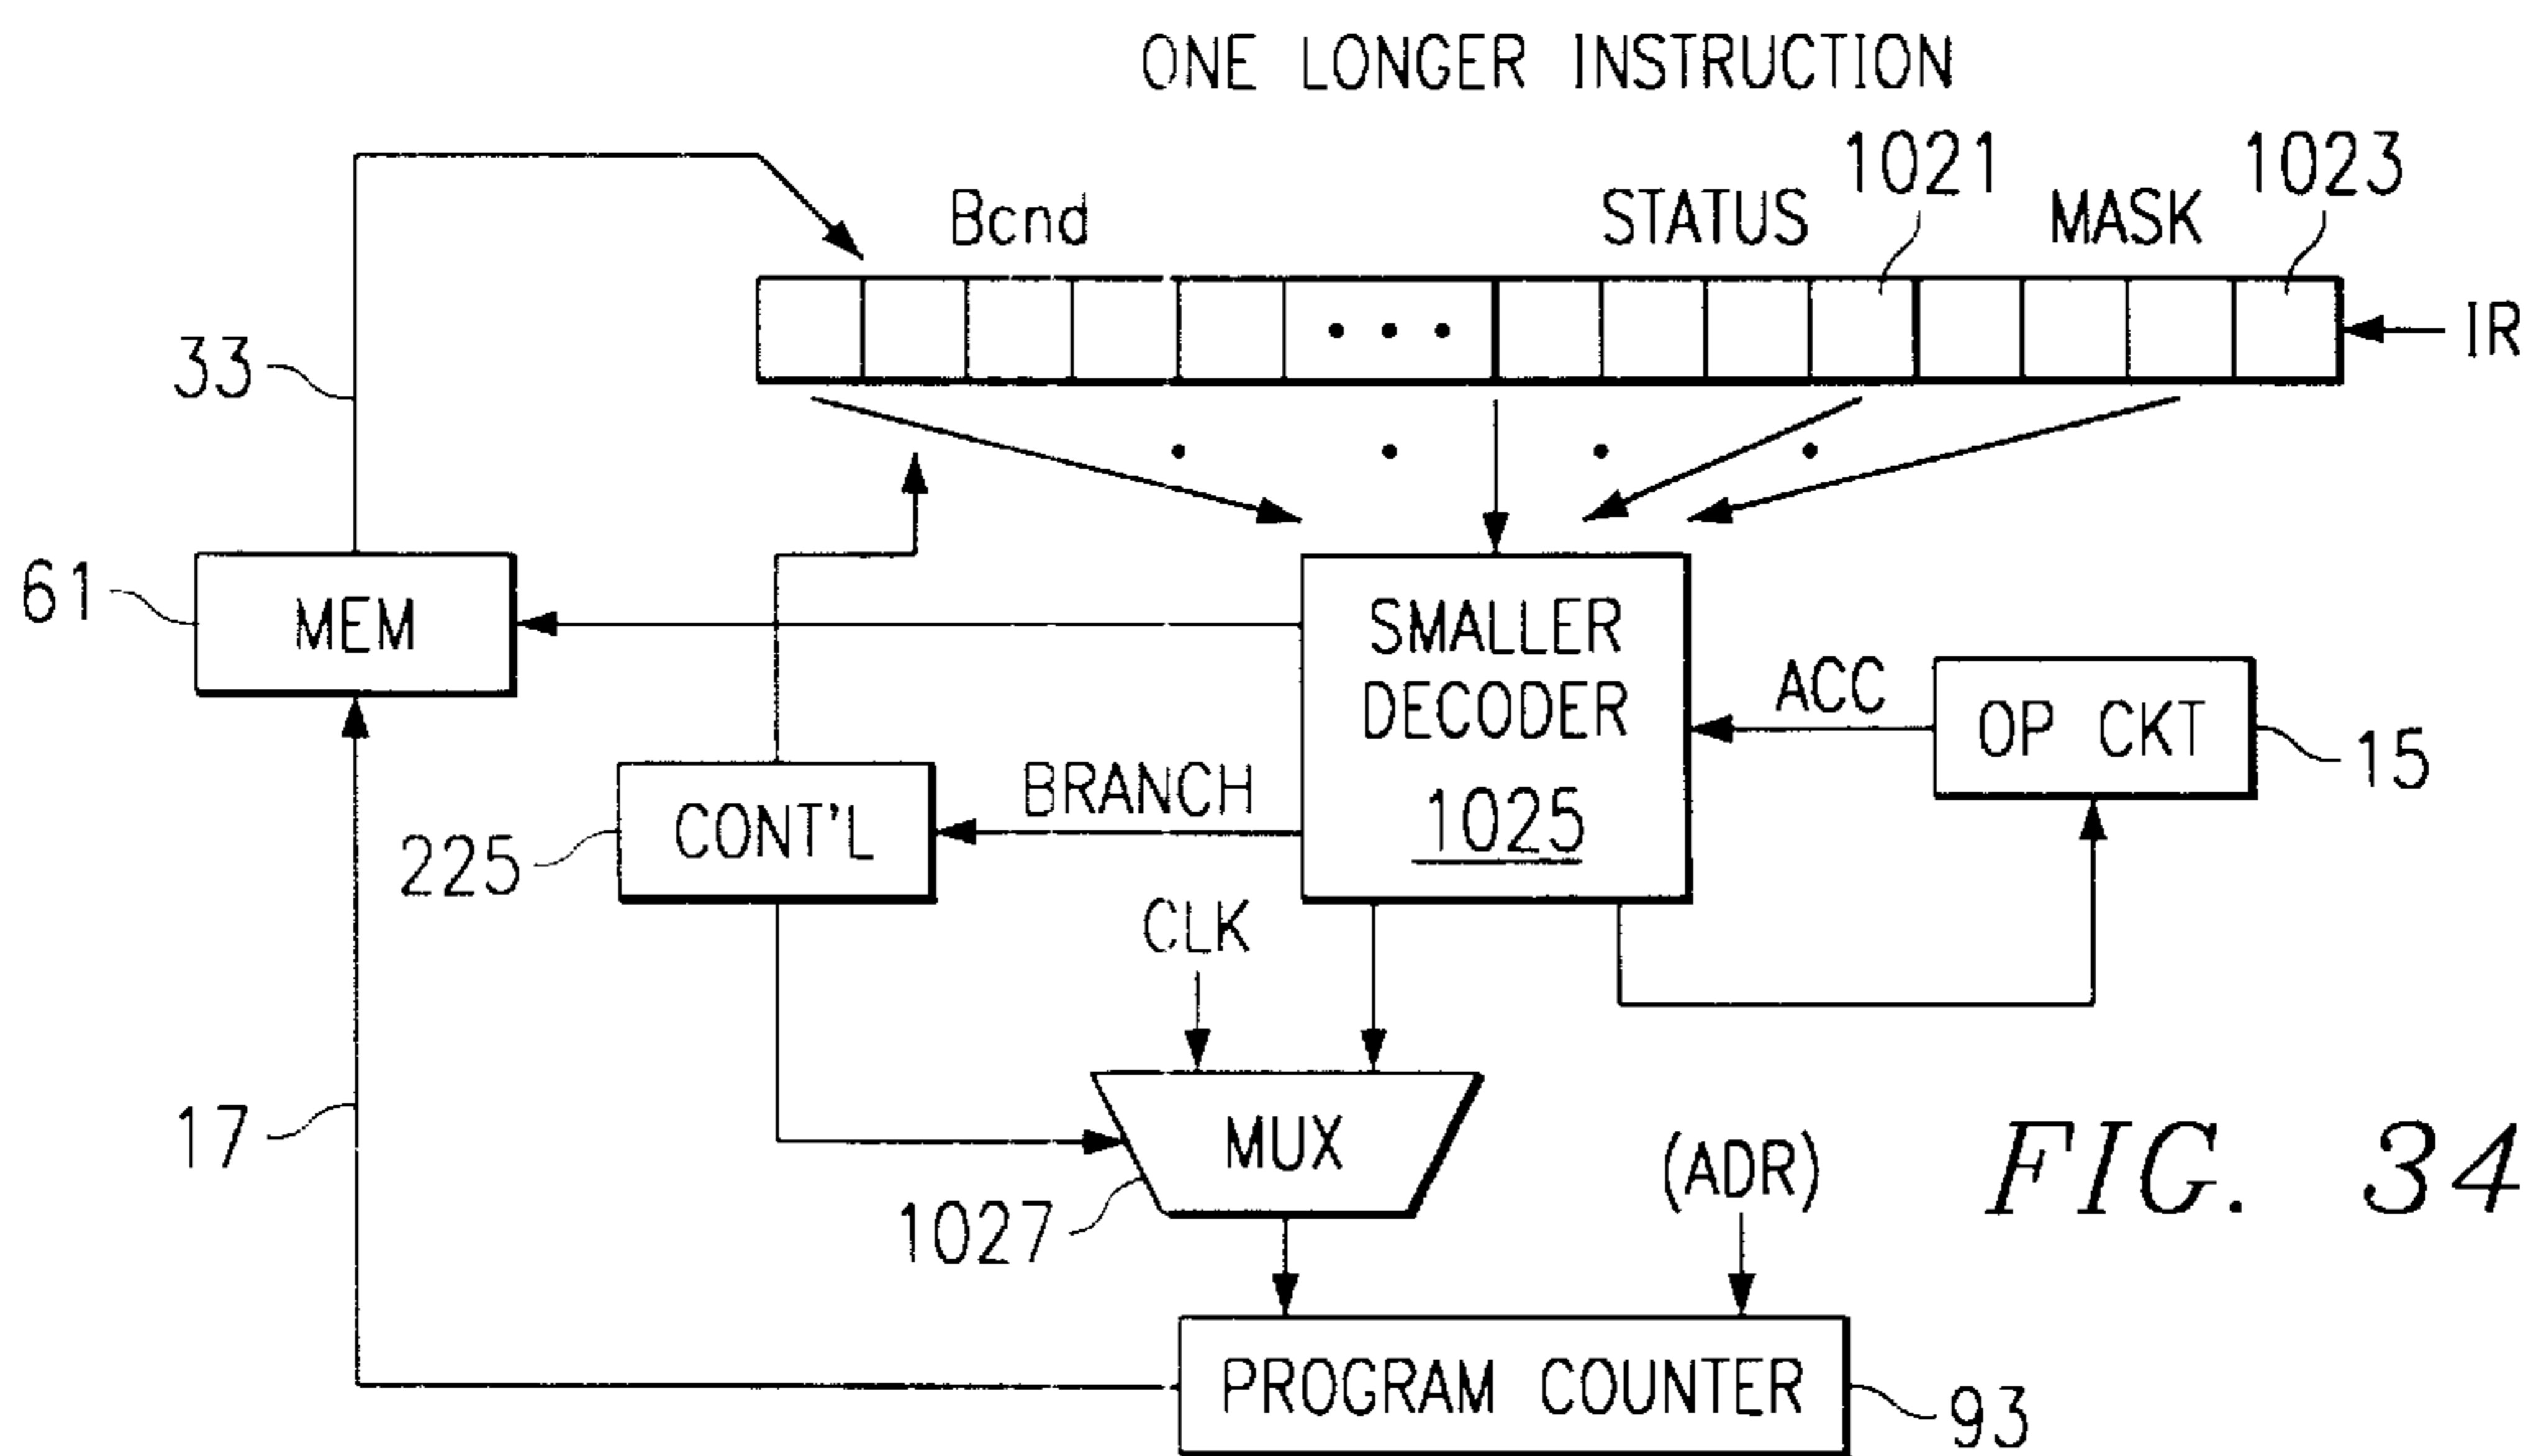 ONE LONGER INSTRUCTION
Bcnd STATUS 1021 MASK 1023
IR
33
61 MEM
SMALLER
DECODER
1025
ACC
OP CKT
15
BRANCH
CONT'L
225
CLK
MUX
1027
17
(ADR)
FIG. 34
PROGRAM COUNTER
93